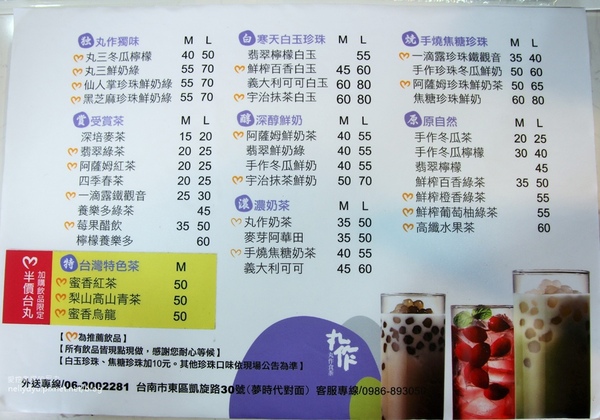 獨 丸作獨味 M L
丸三冬瓜檸檬 40 50
丸三鮮奶綠 55 70
仙人掌珍珠鮮奶綠 55 70
黑芝麻珍珠鮮奶綠 55 70
賞 受賞茶 M L
深培麥茶 15 20
翡翠綠茶 20 25
阿薩姆紅茶 20 25
四季春茶 20 25
一滴露鐵觀音 25 30
養樂多綠茶 45
莓果醋飲 35 50
檸檬養樂多 60
加購飲品限定
半價台丸
特 台灣特色茶 M
蜜香紅茶 50
梨山高山青茶 50
蜜香烏龍 50
白 寒天白玉珍珠 M L
翡翠檸檬白玉 55
鮮榨百香白玉 45 60
義大利可可白玉 60 80
宇治抹茶白玉 60 80
醇 深醇鮮奶 M L
阿薩姆鮮奶茶 40 55
翡翠鮮奶綠 40 55
手作冬瓜鮮奶 40 55
宇治抹茶鮮奶 50 70
濃 濃奶茶 M L
丸作奶茶 35 50
麥芽阿華田 35 50
手燒焦糖奶茶 40 55
義大利可可 45 60
燒 手燒焦糖珍珠 M L
一滴露珍珠鐵觀音 35 40
手作珍珠冬瓜鮮奶 50 60
阿薩姆珍珠鮮奶茶 50 65
焦糖珍珠鮮奶 60 80
原 原自然 M L
手作冬瓜茶 20 25
手作冬瓜檸檬 30 40
翡翠檸檬 45
鮮榨百香綠茶 35 50
鮮榨橙香綠茶 55
鮮榨葡萄柚綠茶 55
高纖水果茶 60
【 為推薦飲品】
【所有飲品皆現點現做,感謝您耐心等候】
【白玉珍珠、焦糖珍珠加10元。其他珍珠口味依現場公告為準】
丸作
丸作食茶
外送專線/06-2002281 台南市東區凱旋路30號(夢時代對面) 客服專線/0986-89305